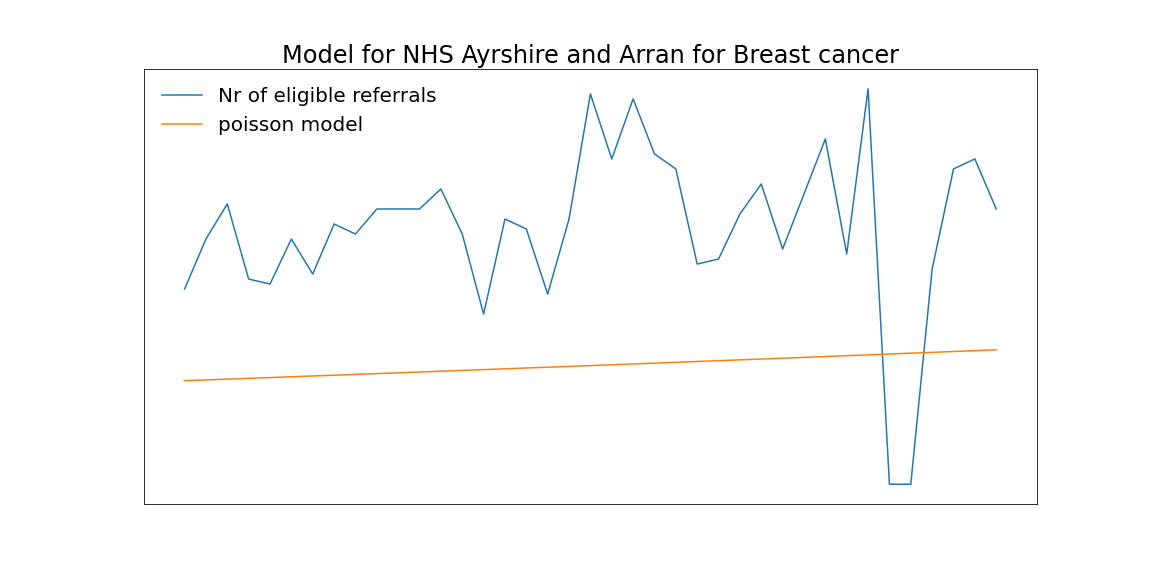 Model for NHS Ayrshire and Arran for Breast cancer
Nr of eligible referrals
poisson model